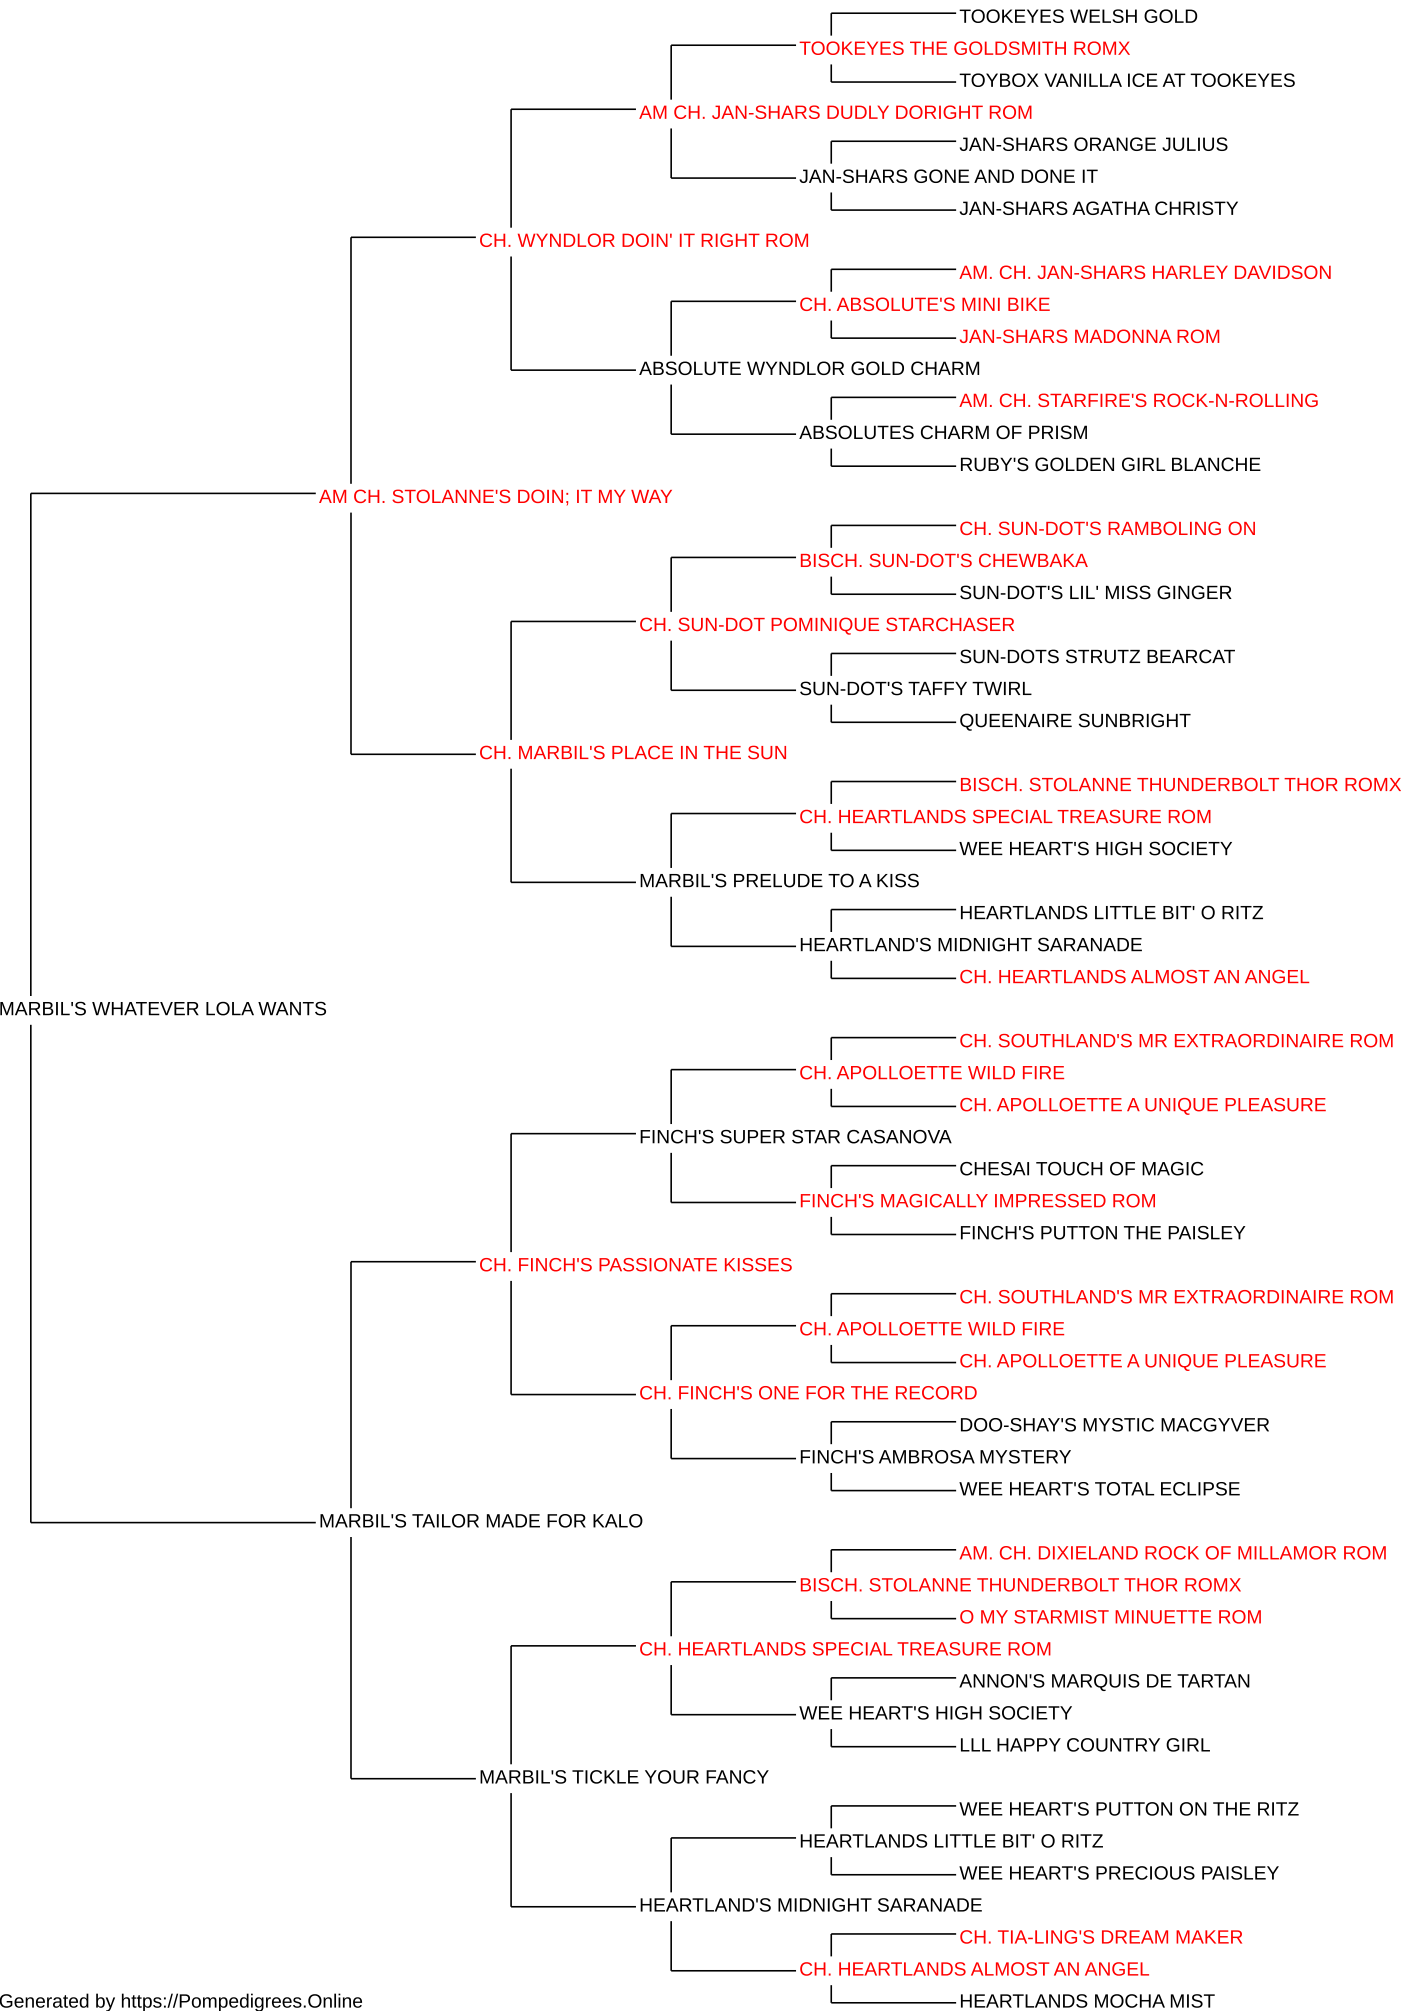 TOOKEYES WELSH GOLD
TOOKEYES THE GOLDSMITH ROMX
TOYBOX VANILLA ICE AT TOOKEYES
AM CH. JAN-SHARS DUDLY DORIGHT ROM
JAN-SHARS ORANGE JULIUS
JAN-SHARS GONE AND DONE IT
JAN-SHARS AGATHA CHRISTY
CH. WYNDLOR DOIN' IT RIGHT ROM
AM. CH. JAN-SHARS HARLEY DAVIDSON
CH. ABSOLUTE'S MINI BIKE
JAN-SHARS MADONNA ROM
ABSOLUTE WYNDLOR GOLD CHARM
AM. CH. STARFIRE'S ROCK-N-ROLLING
ABSOLUTES CHARM OF PRISM
RUBY'S GOLDEN GIRL BLANCHE
AM CH. STOLANNE'S DOIN; IT MY WAY
CH. SUN-DOT'S RAMBOLING ON
BISCH. SUN-DOT'S CHEWBAKA
SUN-DOT'S LIL' MISS GINGER
CH. SUN-DOT POMINIQUE STARCHASER
SUN-DOTS STRUTZ BEARCAT
SUN-DOT'S TAFFY TWIRL
QUEENAIRE SUNBRIGHT
CH. MARBIL'S PLACE IN THE SUN
BISCH. STOLANNE THUNDERBOLT THOR ROMX
CH. HEARTLANDS SPECIAL TREASURE ROM
WEE HEART'S HIGH SOCIETY
MARBIL'S PRELUDE TO A KISS
HEARTLANDS LITTLE BIT' O RITZ
HEARTLAND'S MIDNIGHT SARANADE
CH. HEARTLANDS ALMOST AN ANGEL
MARBIL'S WHATEVER LOLA WANTS
CH. SOUTHLAND'S MR EXTRAORDINAIRE ROM
CH. APOLLOETTE WILD FIRE
CH. APOLLOETTE A UNIQUE PLEASURE
FINCH'S SUPER STAR CASANOVA
CHESAI TOUCH OF MAGIC
FINCH'S MAGICALLY IMPRESSED ROM
FINCH'S PUTTON THE PAISLEY
CH. FINCH'S PASSIONATE KISSES
CH. SOUTHLAND'S MR EXTRAORDINAIRE ROM
CH. APOLLOETTE WILD FIRE
CH. APOLLOETTE A UNIQUE PLEASURE
CH. FINCH'S ONE FOR THE RECORD
DOO-SHAY'S MYSTIC MACGYVER
FINCH'S AMBROSA MYSTERY
WEE HEART'S TOTAL ECLIPSE
MARBIL'S TAILOR MADE FOR KALO
AM. CH. DIXIELAND ROCK OF MILLAMOR ROM
BISCH. STOLANNE THUNDERBOLT THOR ROMX
O MY STARMIST MINUETTE ROM
CH. HEARTLANDS SPECIAL TREASURE ROM
ANNON'S MARQUIS DE TARTAN
WEE HEART'S HIGH SOCIETY
LLL HAPPY COUNTRY GIRL
MARBIL'S TICKLE YOUR FANCY
WEE HEART'S PUTTON ON THE RITZ
HEARTLANDS LITTLE BIT' O RITZ
WEE HEART'S PRECIOUS PAISLEY
HEARTLAND'S MIDNIGHT SARANADE
CH. TIA-LING'S DREAM MAKER
CH. HEARTLANDS ALMOST AN ANGEL
HEARTLANDS MOCHA MIST
Generated by https://Pompedigrees.Online